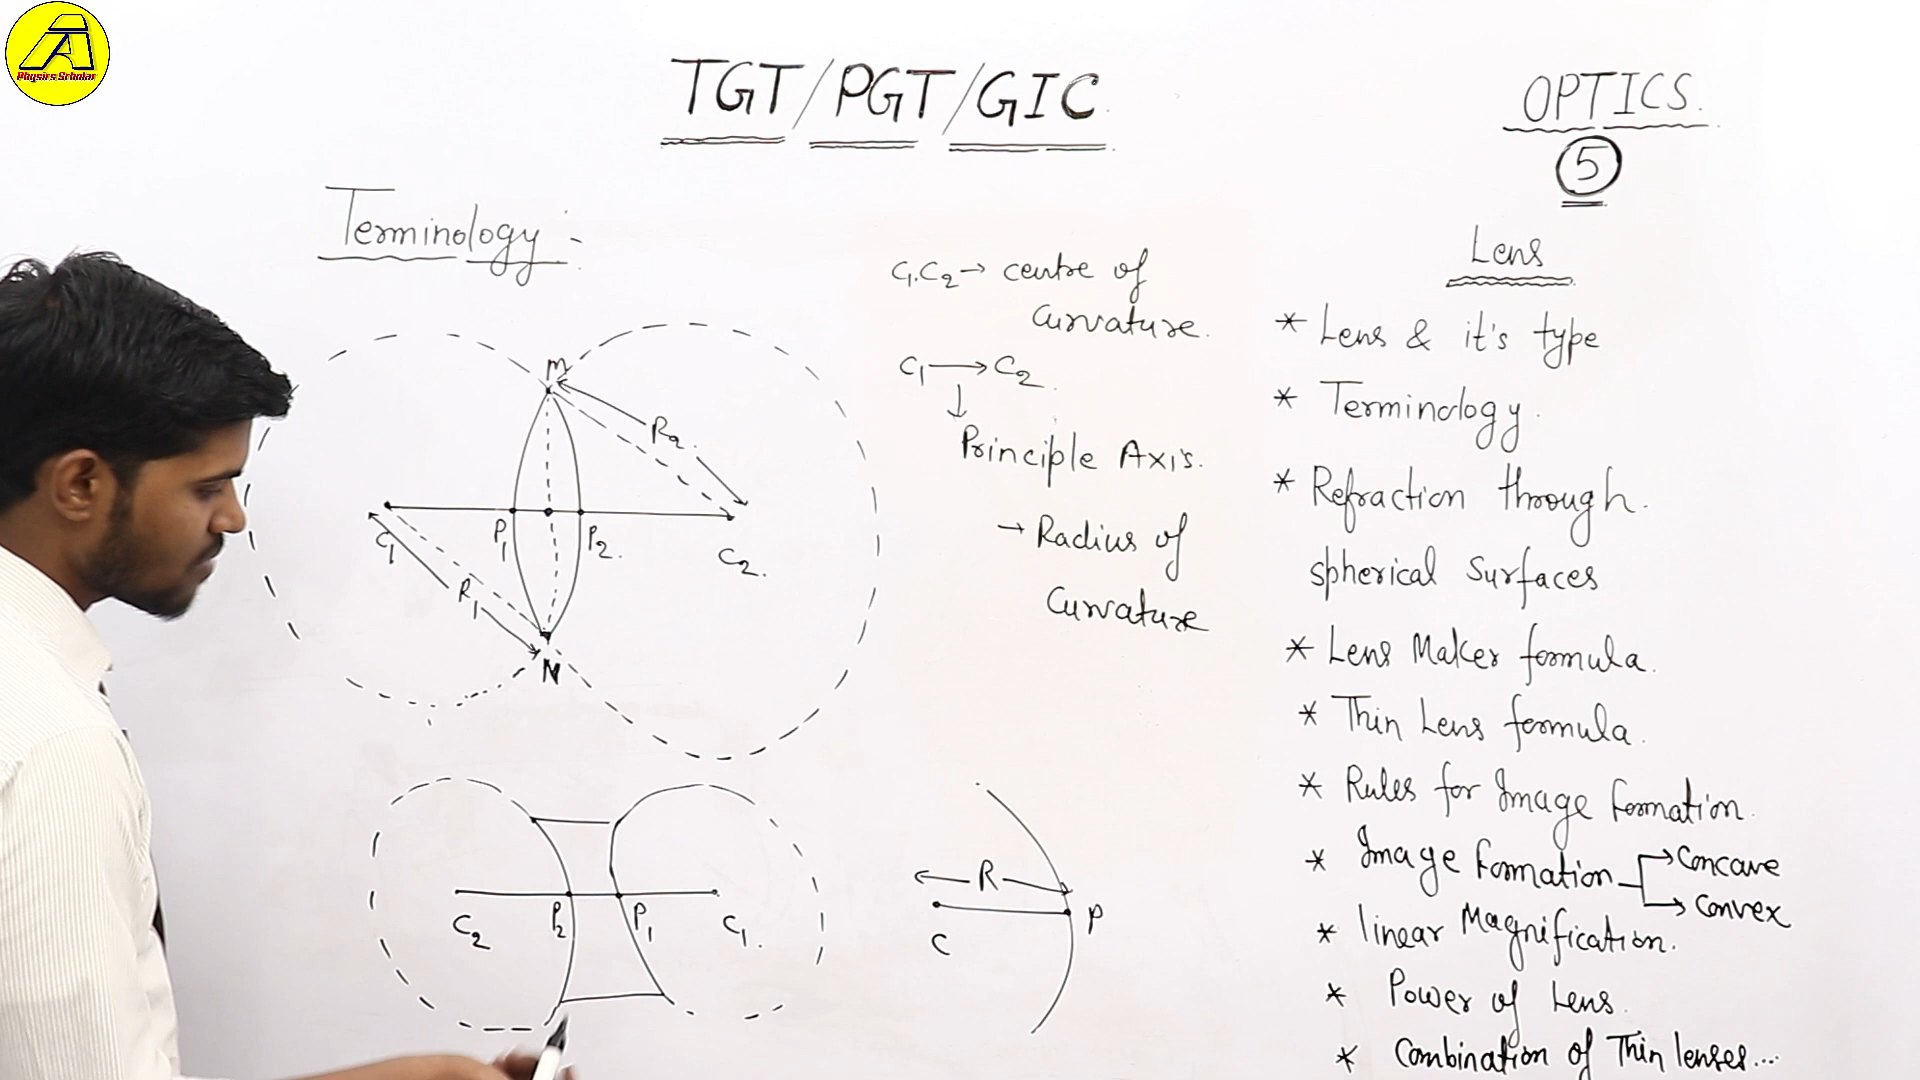 Physics Scholar
TGT/PGT/GIC
OPTICS.
5
Terminology :-
C1.C2 → centre of
Curvature.
C1 → C2.
↓
Principle Axis.
→ Radius of
Curvature
M
R2.
P1
P2.
C1
C2.
R1
N
C2
P2
P1
C1.
R
C
P
Lens
* Lens & it's type
* Terminology.
* Refraction through.
spherical Surfaces
* Lens Maker formula.
* Thin Lens formula.
* Rules for Image Formation.
* Image Formation → Concave
→ Convex
* linear Magnification.
* Power of Lens.
* Combination of Thin lenses...